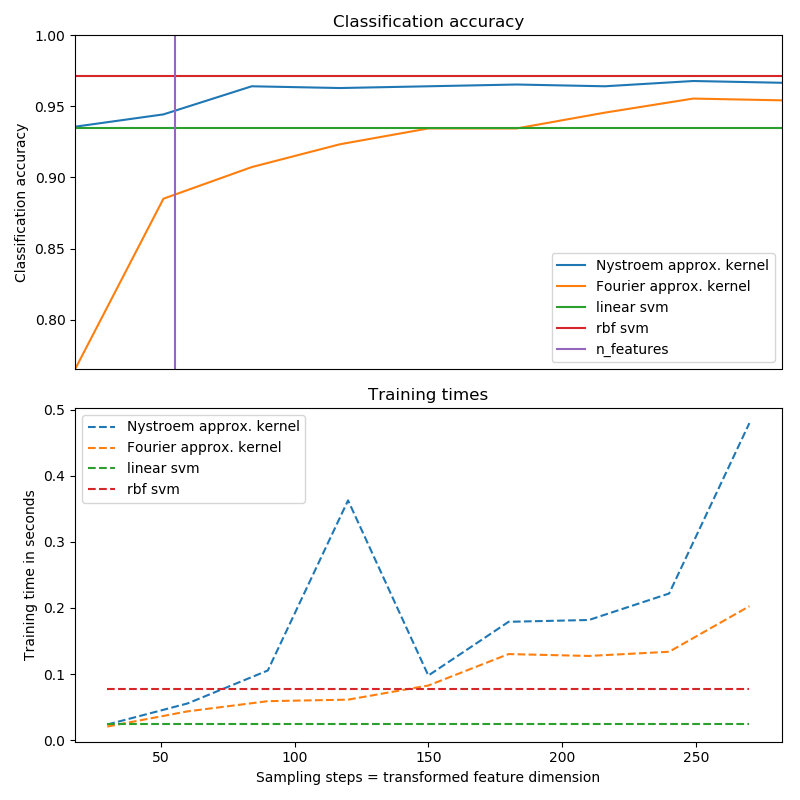 Classification accuracy
Classification accuracy
1.00
0.95
0.90
0.85
0.80
Nystroem approx. kernel
Fourier approx. kernel
linear svm
rbf svm
n_features
Training times
Training time in seconds
0.5
0.4
0.3
0.2
0.1
0.0
Nystroem approx. kernel
Fourier approx. kernel
linear svm
rbf svm
50 100 150 200 250
Sampling steps = transformed feature dimension